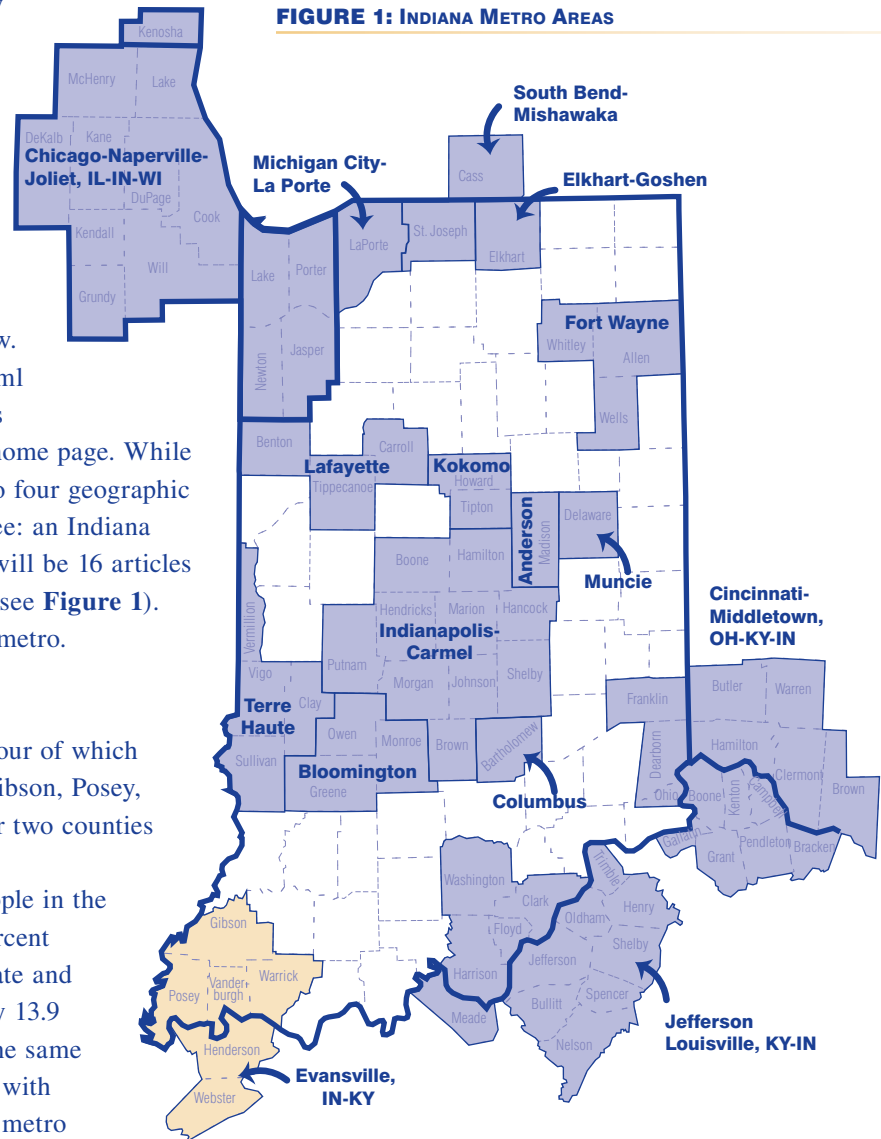 FIGURE 1: INDIANA METRO AREAS
Kenosha
McHenry
Lake
DeKalb
Kane
Chicago-Naperville-
Joliet, IL-IN-WI
DuPage
Cook
Kendall
Will
Grundy
South Bend-
Mishawaka
Cass
Michigan City-
La Porte
Elkhart-Goshen
LaPorte
St. Joseph
Elkhart
Lake
Porter
Newton
Jasper
Fort Wayne
Whitley
Allen
Wells
w.
ml
s
home page. While
o four geographic
ee: an Indiana
will be 16 articles
see Figure 1).
metro.
Benton
Carroll
Lafayette
Tippecanoe
Kokomo
Howard
Tipton
Anderson
Madison
Delaware
Muncie
Boone
Hamilton
Hendricks
Marion
Hancock
Indianapolis-
Carmel
Putnam
Morgan
Johnson
Shelby
Vermillion
Vigo
Clay
Terre
Haute
Sullivan
Owen
Monroe
Brown
Bloomington
Greene
Bartholomew
Columbus
Cincinnati-
Middletown,
OH-KY-IN
Franklin
Butler
Warren
Dearborn
Hamilton
Clermont
Ohio
Boone
Kenton
Campbell
Brown
Gallatin
Grant
Pendleton
Bracken
our of which
Gibson, Posey,
r two counties
ople in the
rcent
ate and
y 13.9
ne same
with
metro
Washington
Clark
Trimble
Floyd
Oldham
Henry
Harrison
Jefferson
Shelby
Meade
Bullitt
Spencer
Nelson
Jefferson
Louisville, KY-IN
Gibson
Posey
Vander-
burgh
Warrick
Henderson
Webster
Evansville,
IN-KY